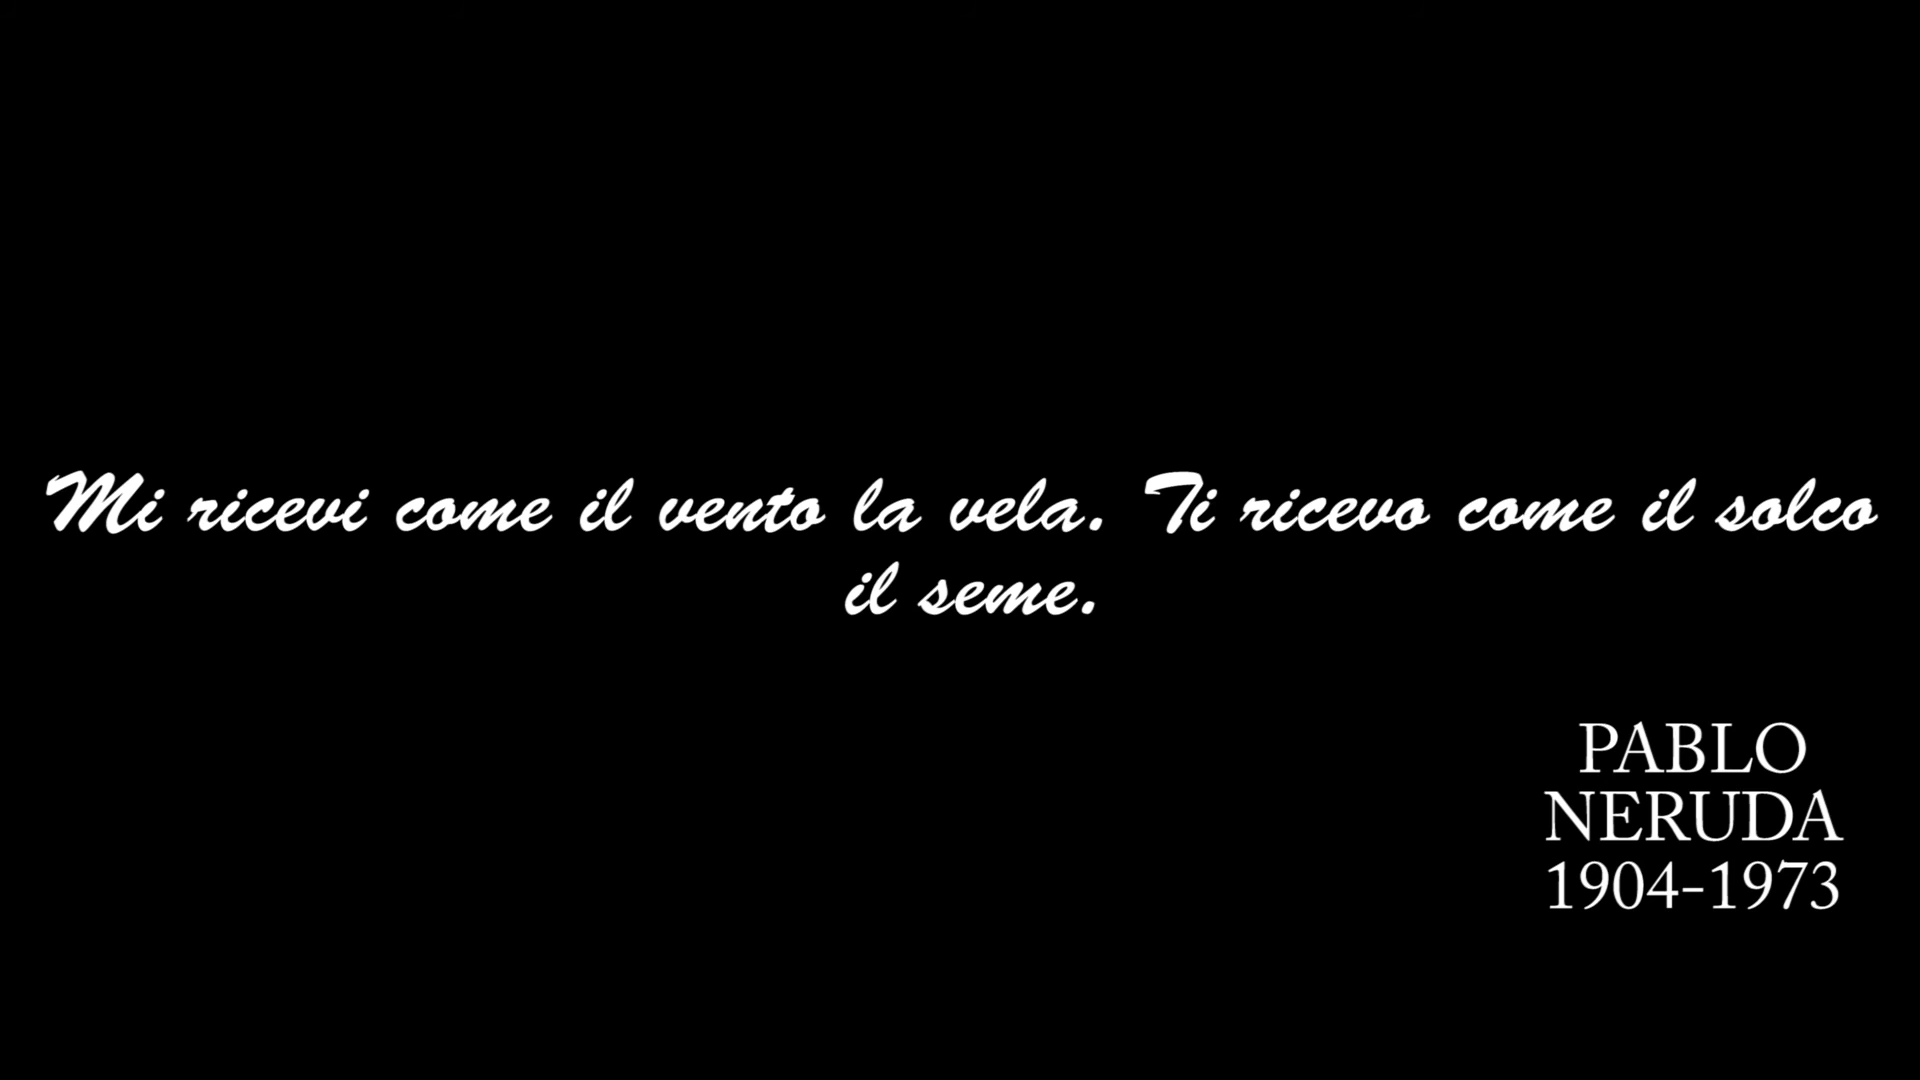 Mi ricevi come il vento la vela. Ti ricevo come il solco
il seme.
PABLO
NERUDA
1904-1973